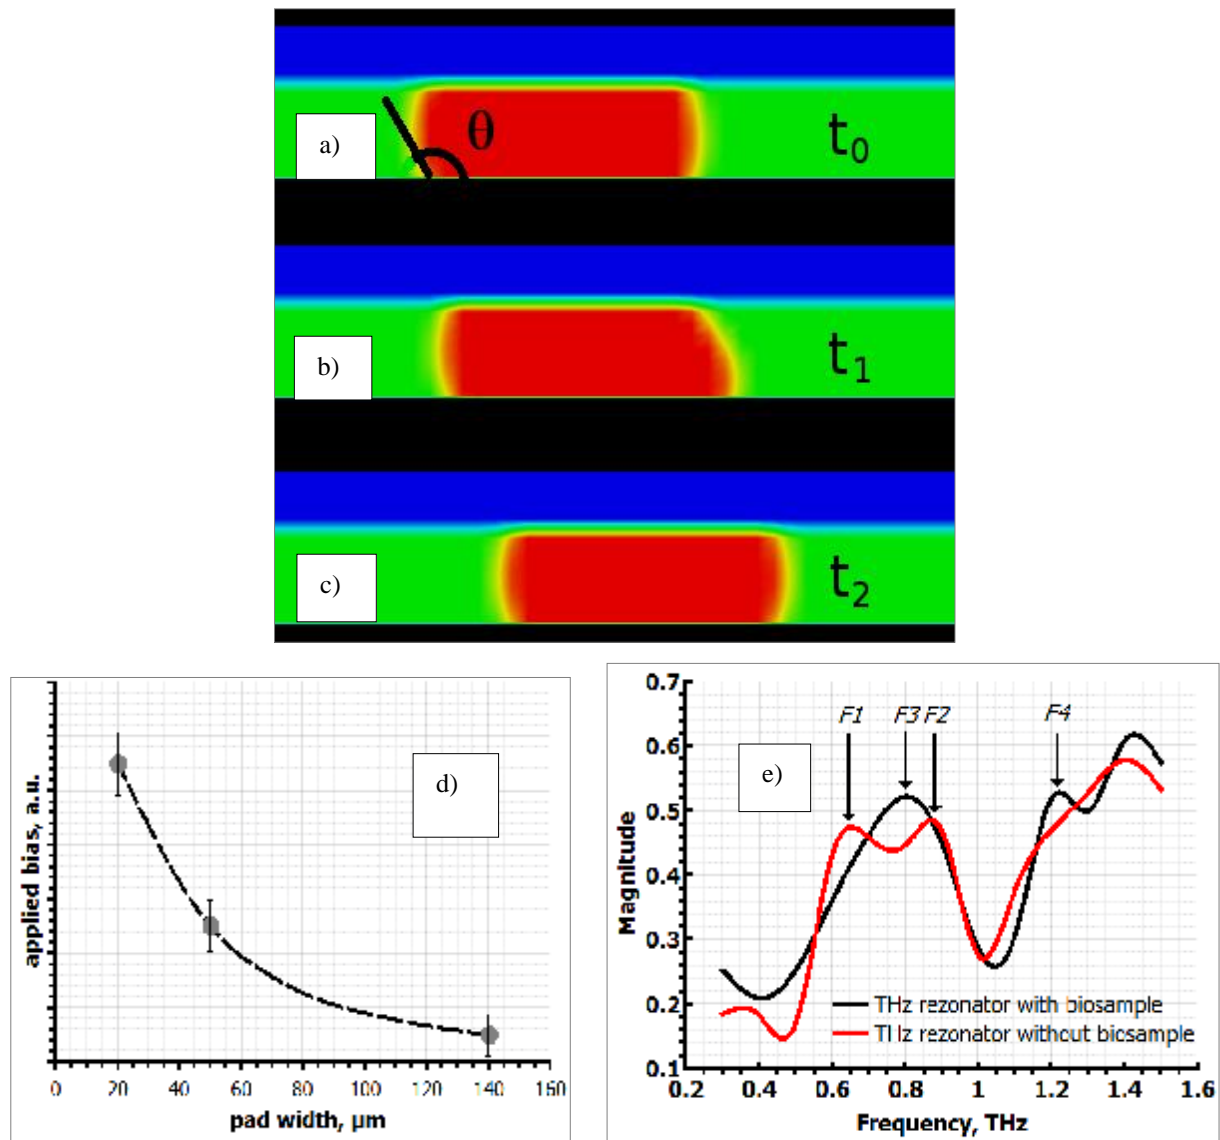 a)
θ
t0
b)
t1
c)
t2
d)
applied bias, a.u.
0 20 40 60 80 100 120 140 160
pad width, µm
e)
F1 F3 F2 F4
0.7
0.6
0.5
0.4
0.3
0.2
0.1
Magnitude
THz rezonator with biosample
THz rezonator without biosample
0.2 0.4 0.6 0.8 1 1.2 1.4 1.6
Frequency, THz